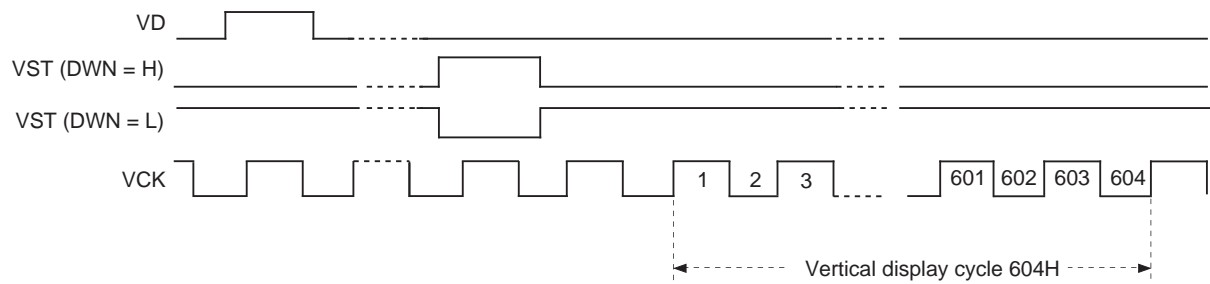 VD
VST (DWN = H)
VST (DWN = L)
VCK
1 2 3 601 602 603 604
Vertical display cycle 604H